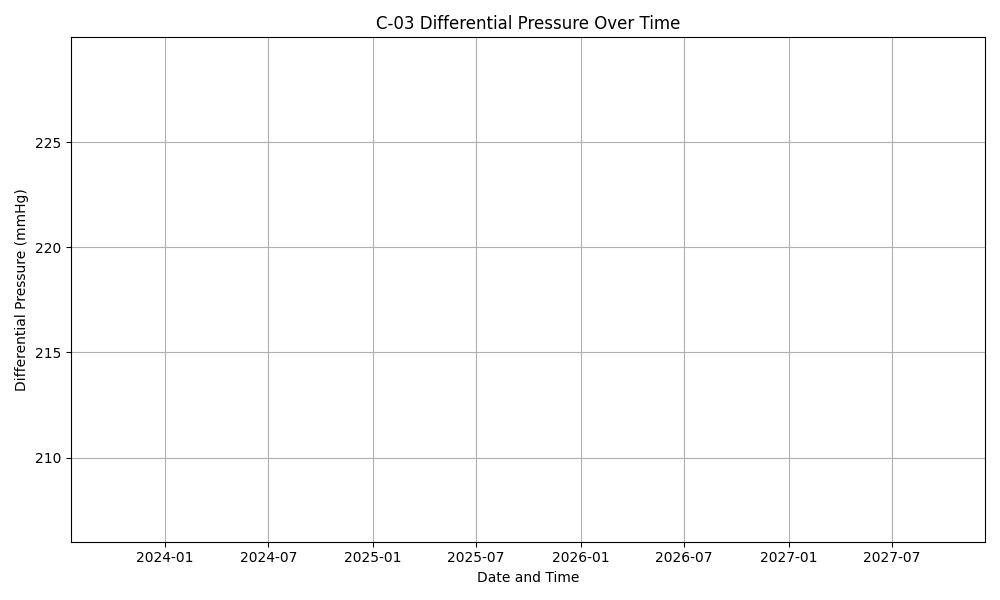 C-03 Differential Pressure Over Time
Differential Pressure (mmHg)
225
220
215
210
2024-01 2024-07 2025-01 2025-07 2026-01 2026-07 2027-01 2027-07
Date and Time